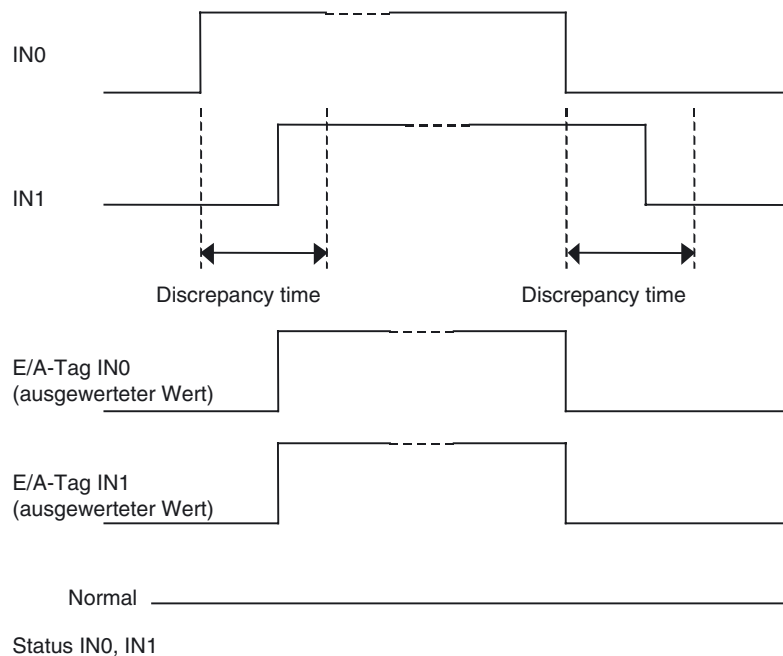 IN0
IN1
Discrepancy time
Discrepancy time
E/A-Tag IN0
(ausgewerteter Wert)
E/A-Tag IN1
(ausgewerteter Wert)
Normal
Status IN0, IN1